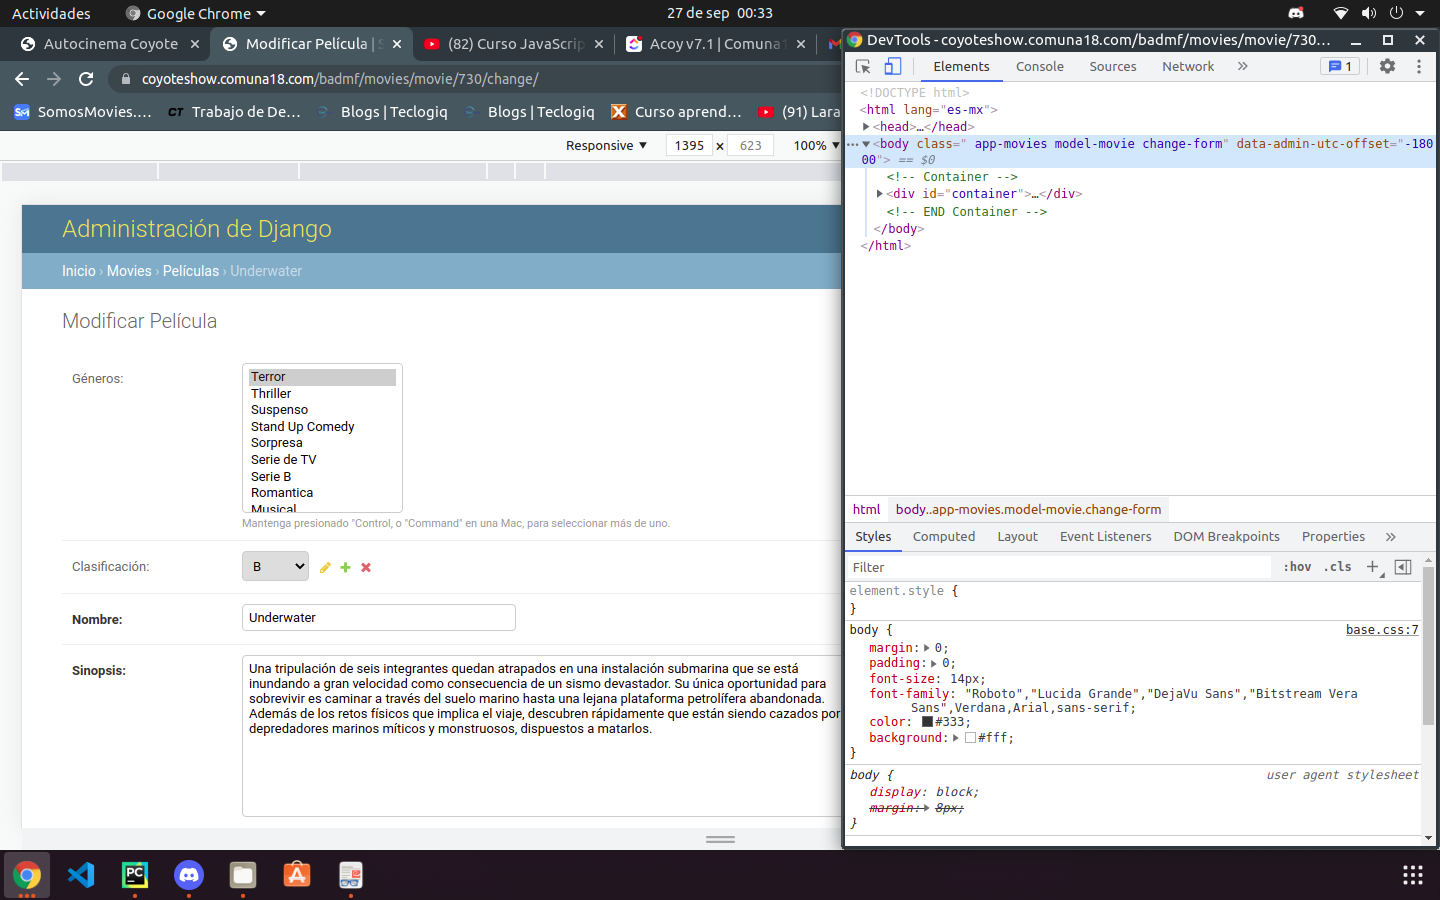 Actividades
Google Chrome
27 de sep 00:33
Autocinema Coyote
Modificar Película | S
(82) Curso JavaScrip
Acoy v7.1 | Comuna1
DevTools - coyoteshow.comuna18.com/badmf/movies/movie/730...
coyoteshow.comuna18.com/badmf/movies/movie/730/change/
SomosMovies....
Trabajo de De...
Blogs | Teclogiq
Blogs | Teclogiq
Curso aprend...
(91) Lara
Responsive
1395 x 623
100%
Administración de Django
Inicio › Movies › Películas › Underwater
Modificar Película
Géneros:
Terror
Thriller
Suspenso
Stand Up Comedy
Sorpresa
Serie de TV
Serie B
Romantica
Musical
Mantenga presionado "Control, o "Command" en una Mac, para seleccionar más de uno.
Clasificación:
B
Nombre:
Underwater
Sinopsis:
Una tripulación de seis integrantes quedan atrapados en una instalación submarina que se está
inundando a gran velocidad como consecuencia de un sismo devastador. Su única oportunidad para
sobrevivir es caminar a través del suelo marino hasta una lejana plataforma petrolífera abandonada.
Además de los retos físicos que implica el viaje, descubren rápidamente que están siendo cazados por
depredadores marinos míticos y monstruosos, dispuestos a matarlos.
Elements
Console
Sources
Network
1
<!DOCTYPE html>
<html lang="es-mx">
<head>…</head>
<body class=" app-movies model-movie change-form" data-admin-utc-offset="-180
00"> == $0
<!-- Container -->
<div id="container">…</div>
<!-- END Container -->
</body>
</html>
html
body..app-movies.model-movie.change-form
Styles
Computed
Layout
Event Listeners
DOM Breakpoints
Properties
Filter
:hov
.cls
element.style {
}
body {
base.css:7
margin: 0;
padding: 0;
font-size: 14px;
font-family: "Roboto","Lucida Grande","DejaVu Sans","Bitstream Vera
Sans",Verdana,Arial,sans-serif;
color: #333;
background: #fff;
}
body {
user agent stylesheet
display: block;
margin: 8px;
}